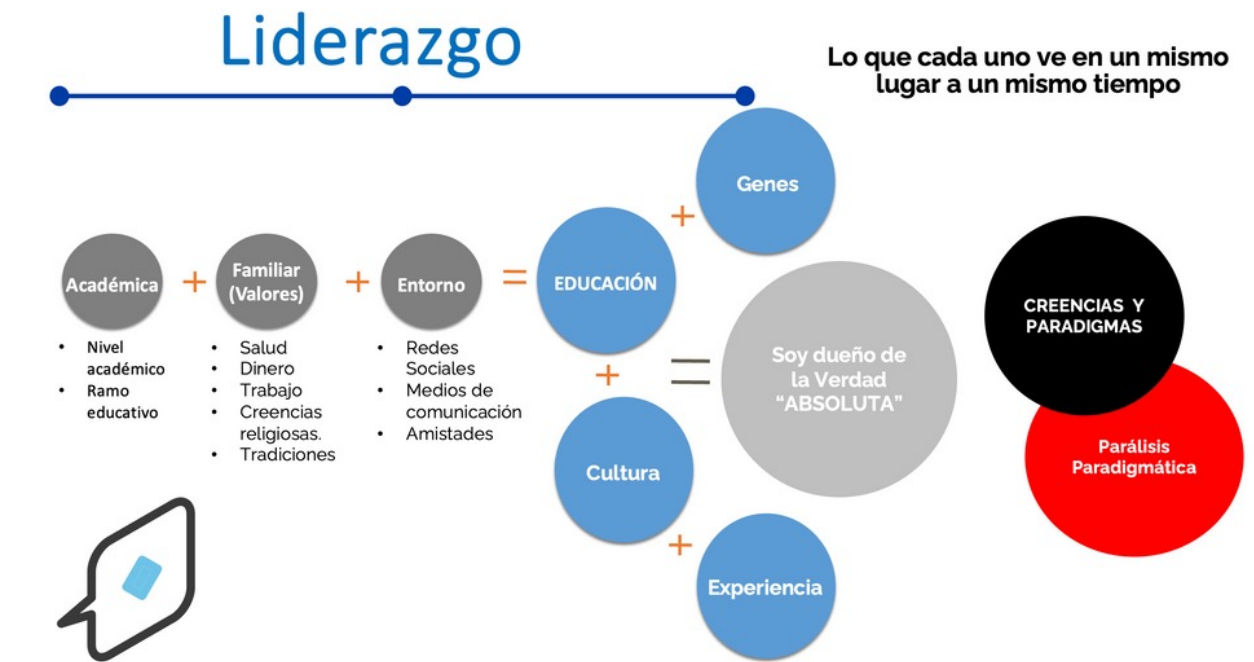 Liderazgo
Lo que cada uno ve en un mismo
lugar a un mismo tiempo
Académica
+
Familiar
(Valores)
+
Entorno
=
EDUCACIÓN
+
Genes
+
Cultura
+
Experiencia
=
Soy dueño de
la Verdad
“ABSOLUTA”
• Nivel
académico
• Ramo
educativo
• Salud
• Dinero
• Trabajo
• Creencias
religiosas.
• Tradiciones
• Redes
Sociales
• Medios de
comunicación
• Amistades
CREENCIAS Y
PARADIGMAS
Parálisis
Paradigmática